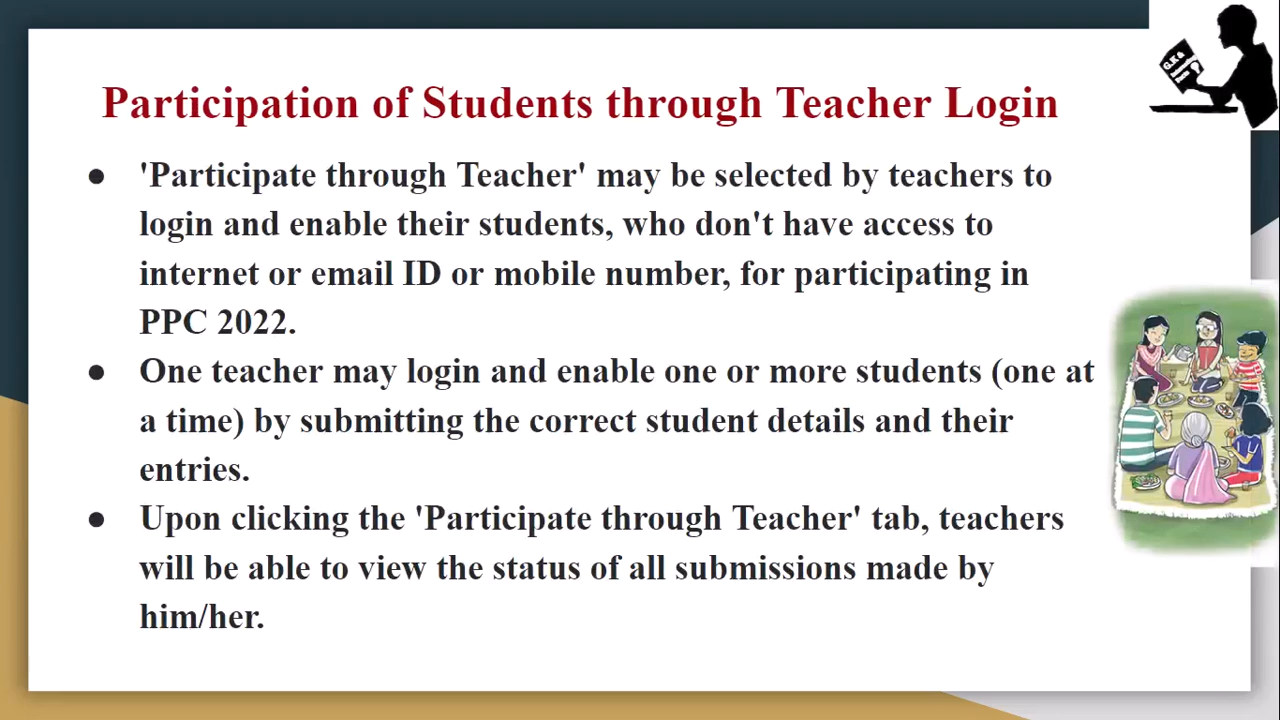 Participation of Students through Teacher Login
● 'Participate through Teacher' may be selected by teachers to
login and enable their students, who don't have access to
internet or email ID or mobile number, for participating in
PPC 2022.
● One teacher may login and enable one or more students (one at
a time) by submitting the correct student details and their
entries.
● Upon clicking the 'Participate through Teacher' tab, teachers
will be able to view the status of all submissions made by
him/her.
G.K &